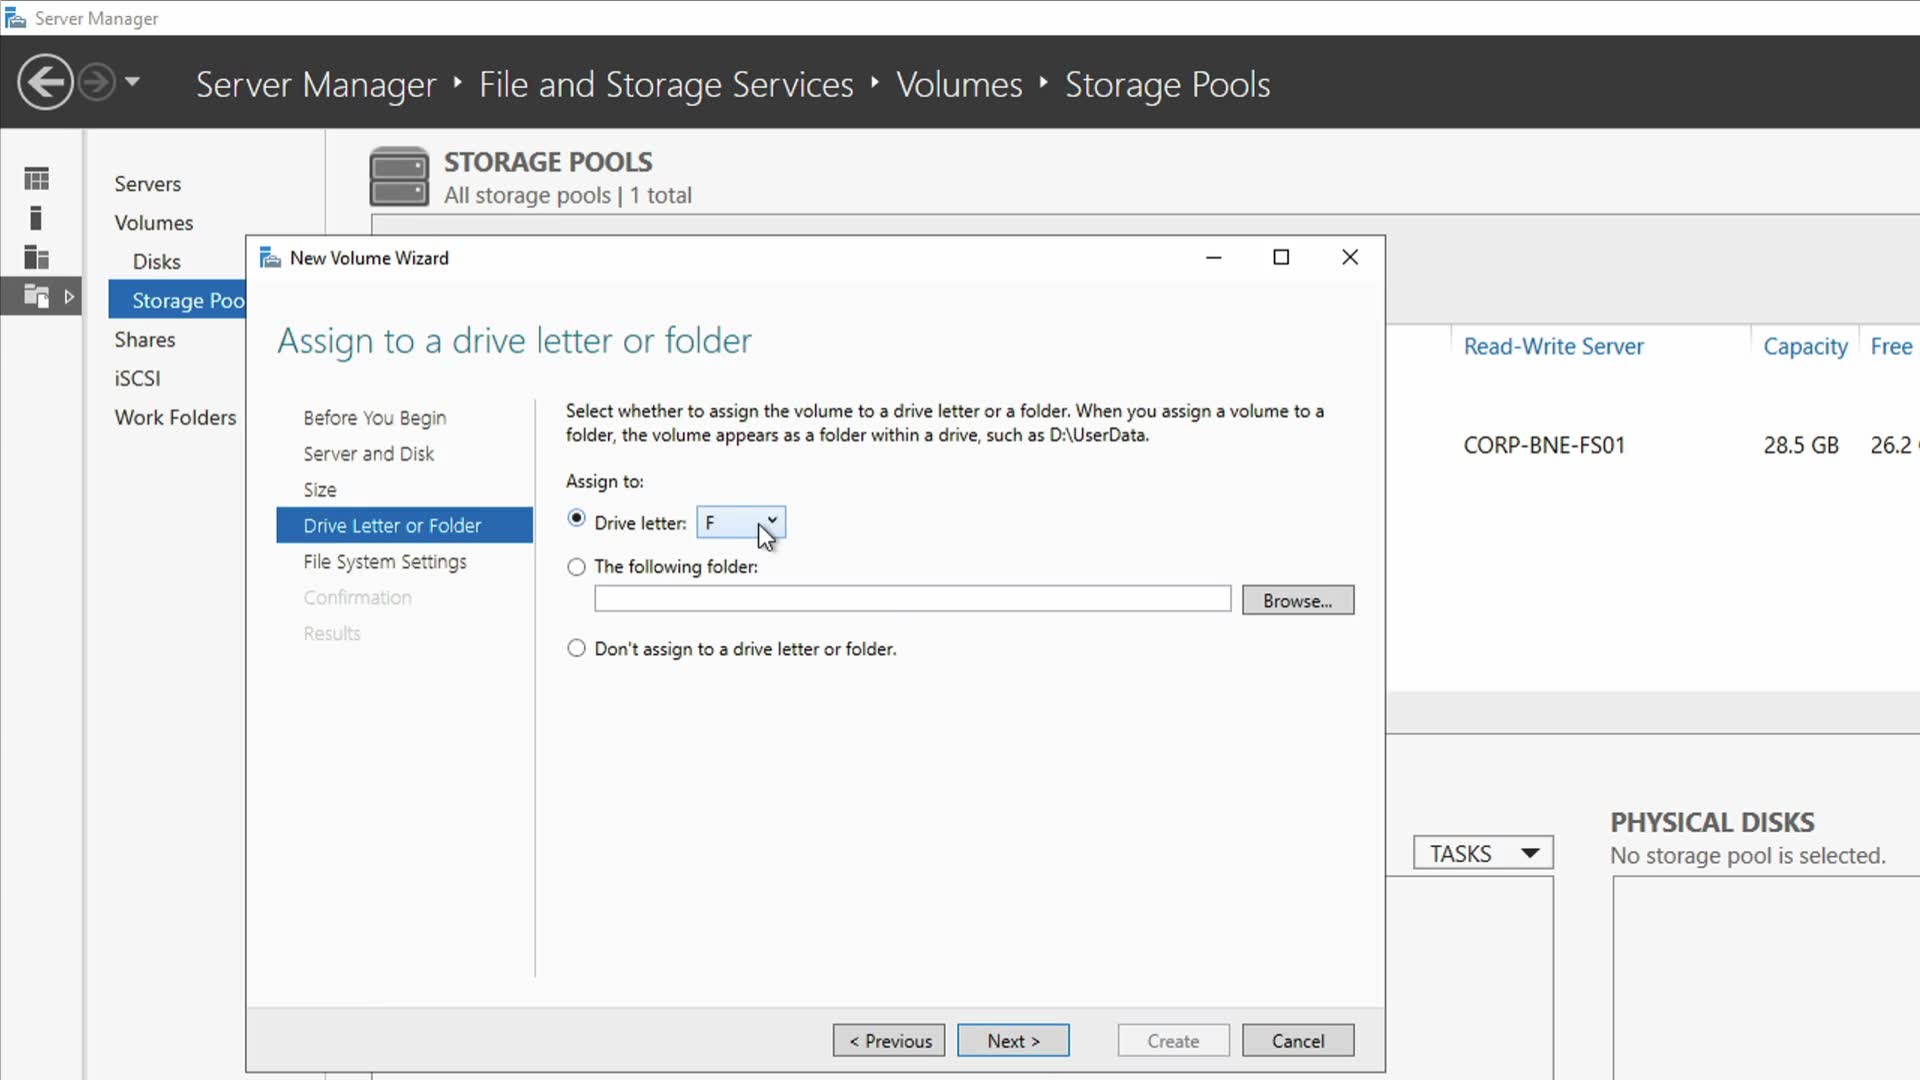 Server Manager
Server Manager ‣ File and Storage Services ‣ Volumes ‣ Storage Pools
Servers
Volumes
Disks
Storage Poo
Shares
iSCSI
Work Folders
STORAGE POOLS
All storage pools | 1 total
New Volume Wizard
Assign to a drive letter or folder
Before You Begin
Server and Disk
Size
Drive Letter or Folder
File System Settings
Confirmation
Results
Select whether to assign the volume to a drive letter or a folder. When you assign a volume to a
folder, the volume appears as a folder within a drive, such as D:\UserData.
Assign to:
Drive letter: F
The following folder:
Browse...
Don't assign to a drive letter or folder.
< Previous Next > Create Cancel
Read-Write Server Capacity Free
CORP-BNE-FS01 28.5 GB 26.2
TASKS
PHYSICAL DISKS
No storage pool is selected.